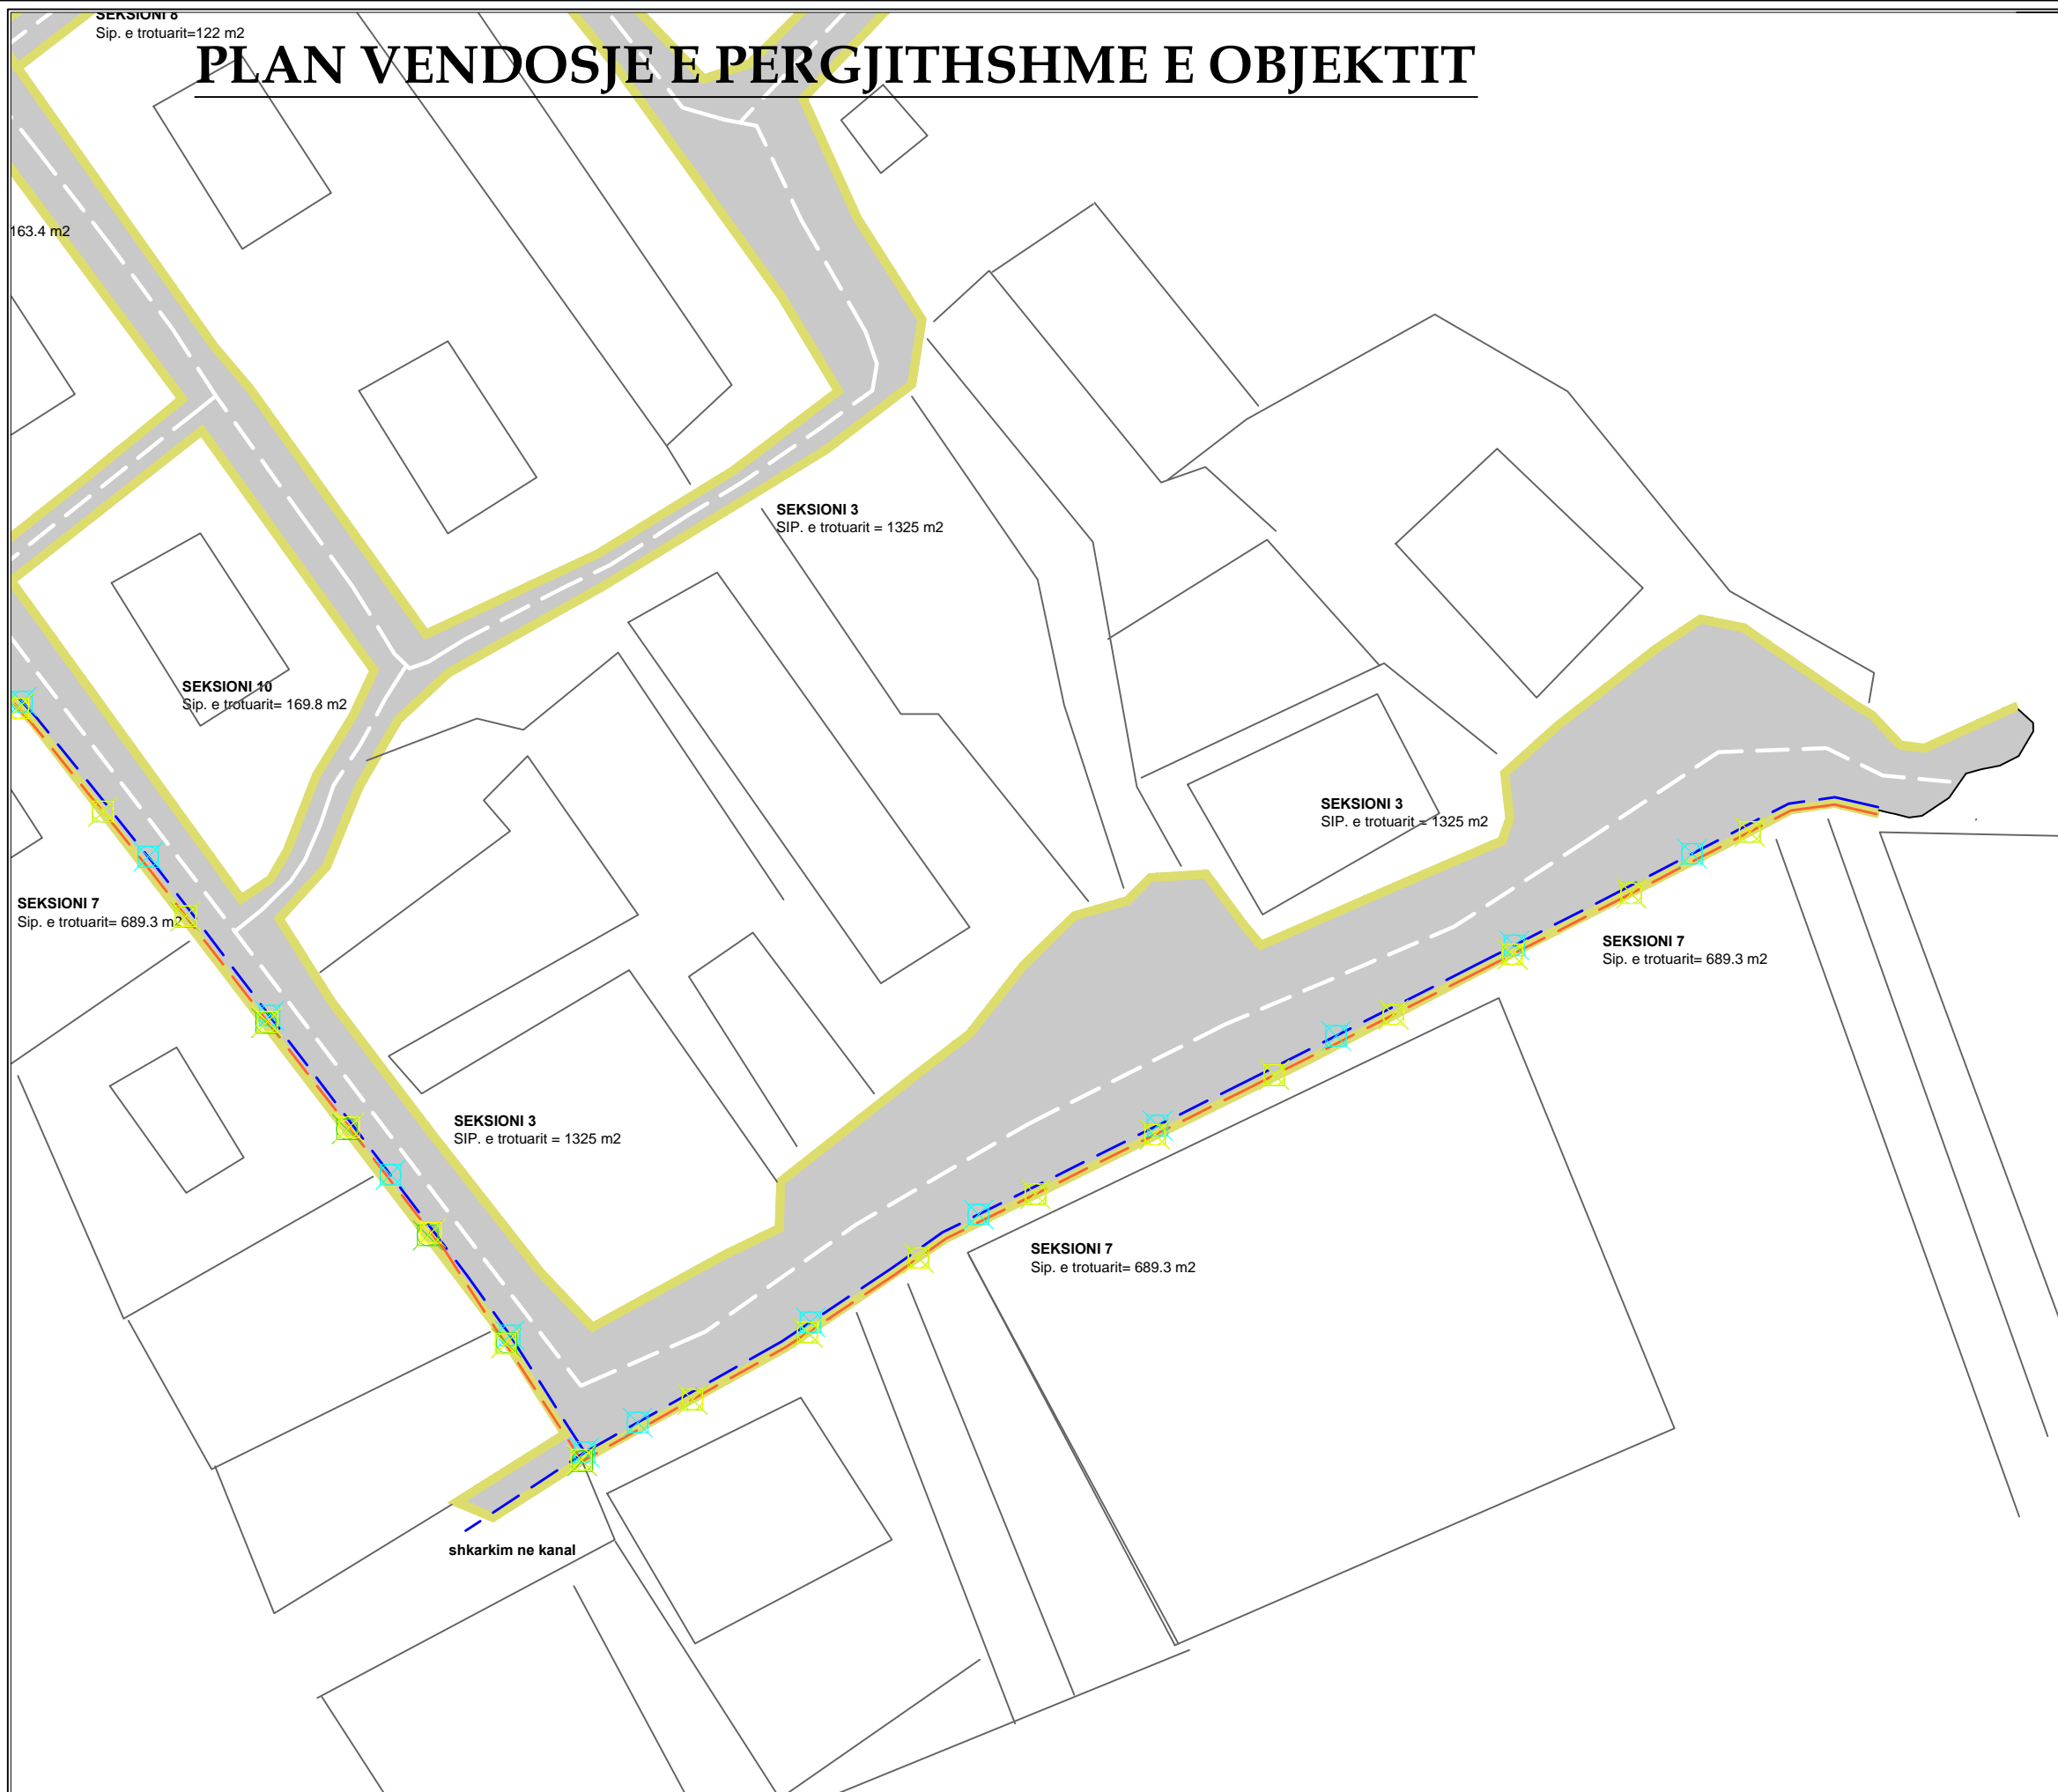 SEKSIONI 8
Sip. e trotuarit=122 m2
PLAN VENDOSJE E PERGJITHSHME E OBJEKTIT
163.4 m2
SEKSIONI 3
SIP. e trotuarit = 1325 m2
SEKSIONI 10
Sip. e trotuarit= 169.8 m2
SEKSIONI 3
SIP. e trotuarit = 1325 m2
SEKSIONI 7
Sip. e trotuarit= 689.3 m2
SEKSIONI 7
Sip. e trotuarit= 689.3 m2
SEKSIONI 3
SIP. e trotuarit = 1325 m2
SEKSIONI 7
Sip. e trotuarit= 689.3 m2
shkarkim ne kanal